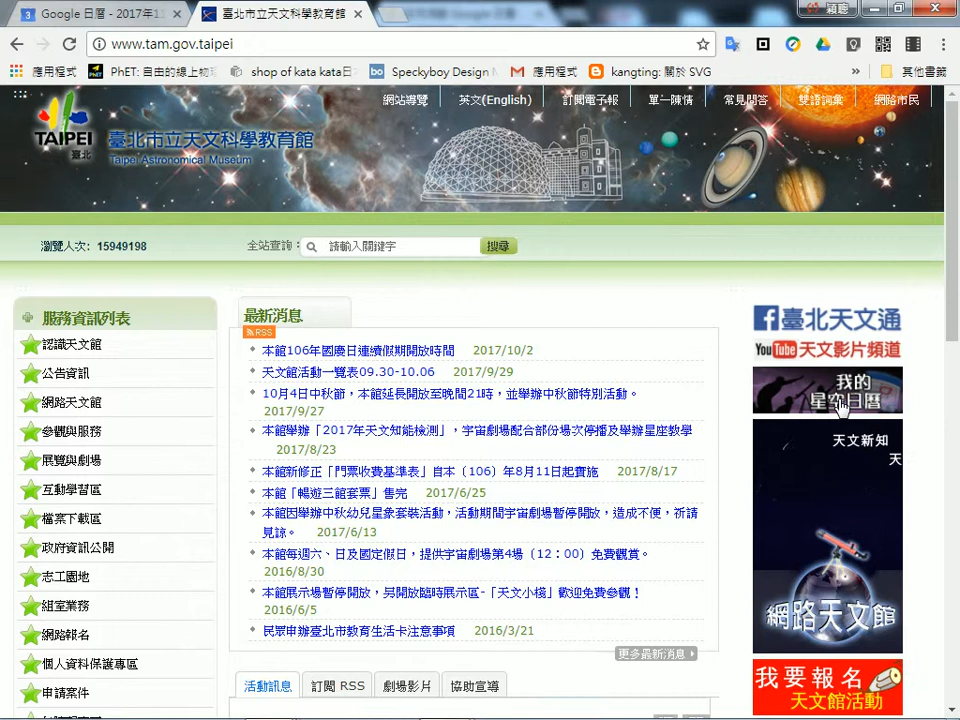 Google 日曆 - 2017年1
臺北市立天文科學教育館
穎聰
www.tam.gov.taipei
應用程式
PhET: 自由的線上物
shop of kata kata日
Speckyboy Design
應用程式
kangting: 關於 SVG
»
其他書籤
網站導覽
英文(English)
訂閱電子報
單一陳情
常見問答
雙語詞彙
網路市民
TAIPEI
臺北
臺北市立天文科學教育館
Taipei Astronomical Museum
瀏覽人次: 15949198
全站查詢:
請輸入關鍵字
搜尋
服務資訊列表
認識天文館
公告資訊
網路天文館
參觀與服務
展覽與劇場
互動學習區
檔案下載區
政府資訊公開
志工園地
組室業務
網路報名
個人資料保護專區
申請案件
最新消息
RSS
本館106年國慶日連續假期開放時間 2017/10/2
天文館活動一覽表09.30-10.06 2017/9/29
10月4日中秋節,本館延長開放至晚間21時,並舉辦中秋節特別活動。
2017/9/27
本館舉辦「2017年天文知能檢測」,宇宙劇場配合部份場次停播及舉辦星座教學
2017/8/23
本館新修正「門票收費基準表」自本〔106〕年8月11日起實施 2017/8/17
本館「暢遊三館套票」售完 2017/6/25
本館因舉辦中秋幼兒星象套裝活動,活動期間宇宙劇場暫停開放,造成不便,祈請
見諒。 2017/6/13
本館每週六、日及國定假日,提供宇宙劇場第4場〔12:00〕免費觀賞。
2016/8/30
本館展示場暫停開放,另開放臨時展示區-「天文小棧」歡迎免費參觀!
2016/6/5
民眾申辦臺北市教育生活卡注意事項 2016/3/21
更多最新消息
活動訊息
訂閱 RSS
劇場影片
協助宣導
臺北天文通
YouTube 天文影片頻道
我的
星空日曆
天文新知
天
網路天文館
我要報名
天文館活動